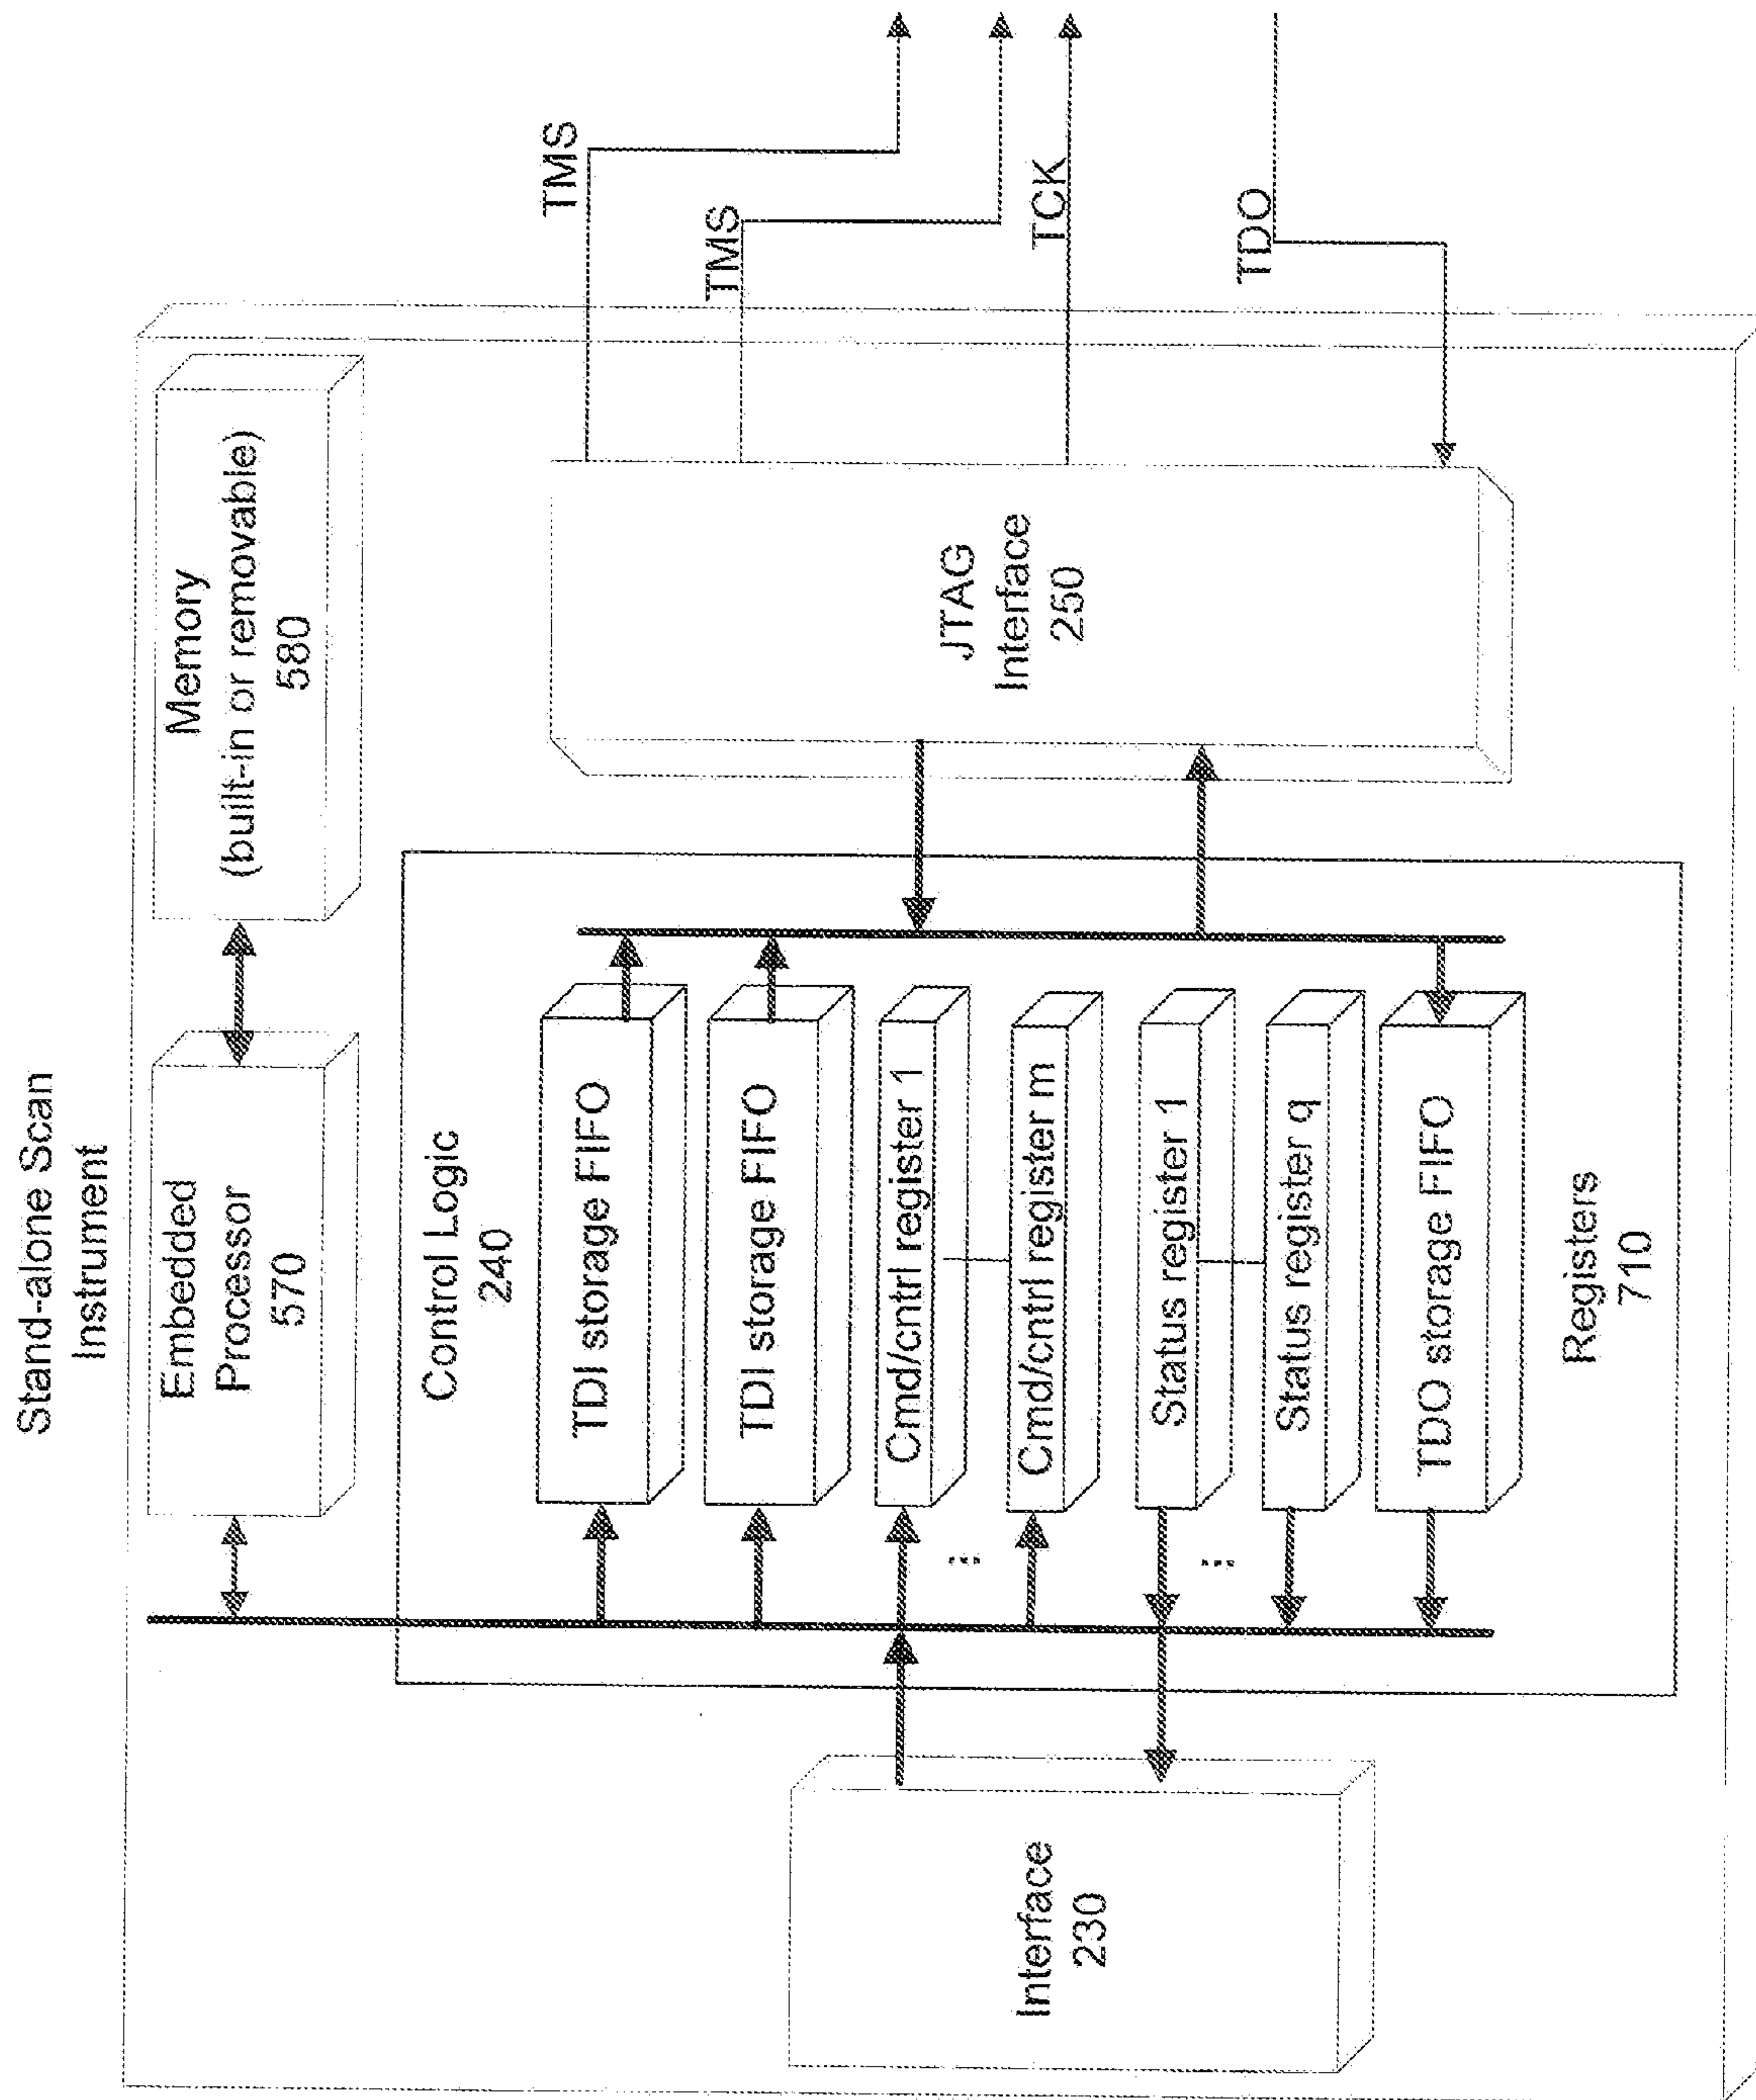 Stand-alone Scan
Instrument
Embedded
Processor
570
Memory
(built-in or removable)
580
Control Logic
240
TDI storage FIFO
TDI storage FIFO
Cmd/cntrl register 1
Cmd/cntrl register m
...
Status register 1
Status register q
...
TDO storage FIFO
Registers
710
Interface
230
JTAG
Interface
250
TMS
TMS
TCK
TDO